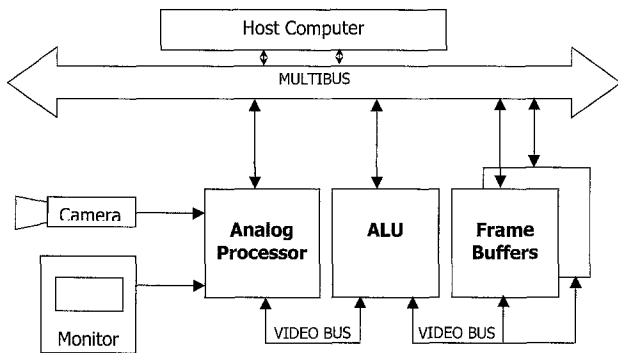 Host Computer
MULTIBUS
Camera
Analog
Processor
ALU
Frame
Buffers
Monitor
VIDEO BUS
VIDEO BUS